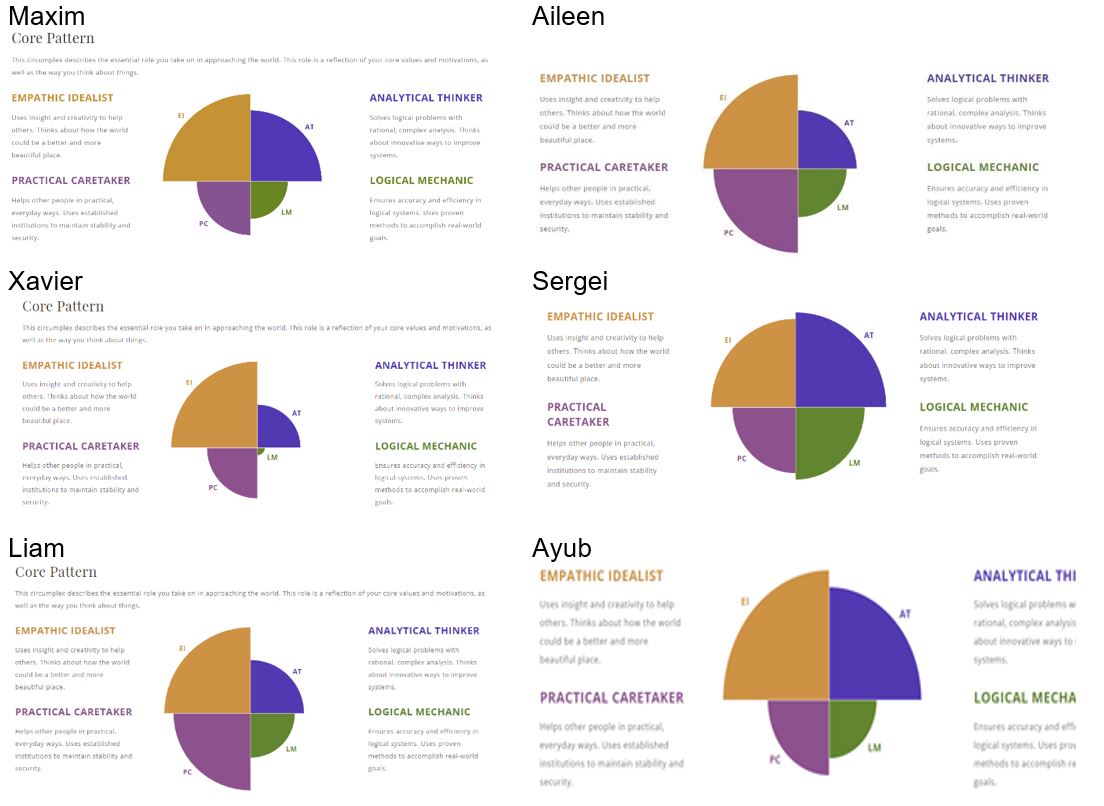 Maxim
Core Pattern
This circumplex describes the essential role you take on in approaching the world. This role is a reflection of your core values and motivations, as
well as the way you think about things.
EMPATHIC IDEALIST
Uses insight and creativity to help
others. Thinks about how the world
could be a better and more
beautiful place.
PRACTICAL CARETAKER
Helps other people in practical,
everyday ways. Uses established
institutions to maintain stability and
security.
EI
AT
PC
LM
ANALYTICAL THINKER
Solves logical problems with
rational, complex analysis. Thinks
about innovative ways to improve
systems.
LOGICAL MECHANIC
Ensures accuracy and efficiency in
logical systems. Uses proven
methods to accomplish real-world
goals.
Aileen
EMPATHIC IDEALIST
Uses insight and creativity to help
others. Thinks about how the world
could be a better and more
beautiful place.
PRACTICAL CARETAKER
Helps other people in practical,
everyday ways. Uses established
institutions to maintain stability and
security.
EI
AT
PC
LM
ANALYTICAL THINKER
Solves logical problems with
rational, complex analysis. Thinks
about innovative ways to improve
systems.
LOGICAL MECHANIC
Ensures accuracy and efficiency in
logical systems. Uses proven
methods to accomplish real-world
goals.
Xavier
Core Pattern
This circumplex describes the essential role you take on in approaching the world. This role is a reflection of your core values and motivations, as
well as the way you think about things.
EMPATHIC IDEALIST
Uses insight and creativity to help
others. Thinks about how the world
could be a better and more
beautiful place.
PRACTICAL CARETAKER
Helps other people in practical,
everyday ways. Uses established
institutions to maintain stability and
security.
EI
AT
PC
LM
ANALYTICAL THINKER
Solves logical problems with
rational, complex analysis. Thinks
about innovative ways to improve
systems.
LOGICAL MECHANIC
Ensures accuracy and efficiency in
logical systems. Uses proven
methods to accomplish real-world
goals.
Sergei
EMPATHIC IDEALIST
Uses insight and creativity to help
others. Thinks about how the world
could be a better and more
beautiful place.
PRACTICAL
CARETAKER
Helps other people in practical,
everyday ways. Uses established
institutions to maintain stability
and security.
EI
AT
PC
LM
ANALYTICAL THINKER
Solves logical problems with
rational, complex analysis. Thinks
about innovative ways to improve
systems.
LOGICAL MECHANIC
Ensures accuracy and efficiency in
logical systems. Uses proven
methods to accomplish real-world
goals.
Liam
Core Pattern
This circumplex describes the essential role you take on in approaching the world. This role is a reflection of your core values and motivations, as
well as the way you think about things.
EMPATHIC IDEALIST
Uses insight and creativity to help
others. Thinks about how the world
could be a better and more
beautiful place.
PRACTICAL CARETAKER
Helps other people in practical,
everyday ways. Uses established
institutions to maintain stability and
security.
EI
AT
PC
LM
ANALYTICAL THINKER
Solves logical problems with
rational, complex analysis. Thinks
about innovative ways to improve
systems.
LOGICAL MECHANIC
Ensures accuracy and efficiency in
logical systems. Uses proven
methods to accomplish real-world
goals.
Ayub
EMPATHIC IDEALIST
Uses insight and creativity to help
others. Thinks about how the world
could be a better and more
beautiful place.
PRACTICAL CARETAKER
Helps other people in practical,
everyday ways. Uses established
institutions to maintain stability and
security.
EI
AT
PC
LM
ANALYTICAL THI
Solves logical problems w
rational, complex analysis
about innovative ways to i
systems.
LOGICAL MECHA
Ensures accuracy and effi
logical systems. Uses prov
methods to accomplish re
goals.